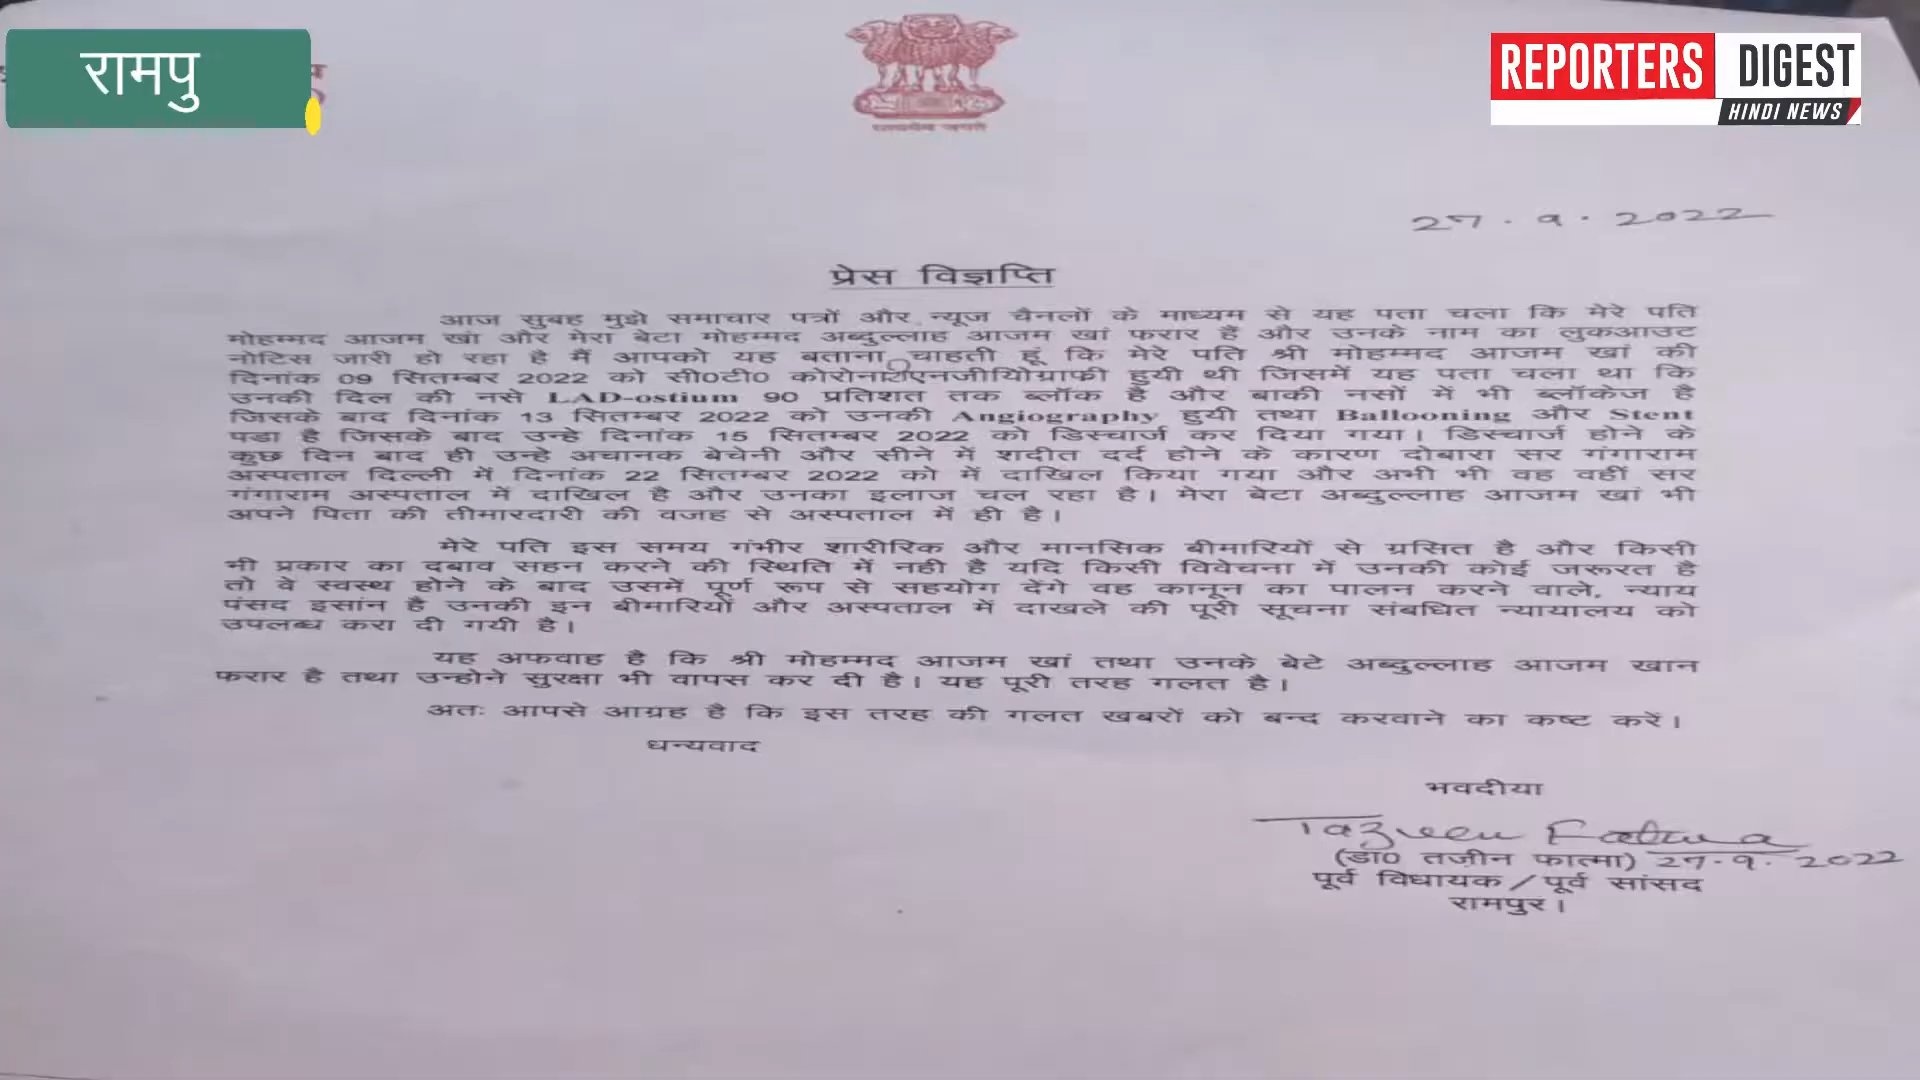 रामपु
REPORTERS DIGEST
HINDI NEWS
27.9.2022
प्रेस विज्ञप्ति
आज सुबह मुझे समाचार पत्रों और न्यूज चैनलों के माध्यम से यह पता चला कि मेरे पति
मोहम्मद आजम खां और मेरा बेटा मोहम्मद अब्दुल्लाह आजम खां फरार हैं और उनके नाम का लुकआउट
नोटिस जारी हो रहा है मैं आपको यह बताना चाहती हूं कि मेरे पति श्री मोहम्मद आजम खां की
दिनांक 09 सितम्बर 2022 को सी0टी0 कोरोनारीएनजीयोग्राफी हुयी थी जिसमें यह पता चला था कि
उनकी दिल की नसे LAD-ostium 90 प्रतिशत तक ब्लॉक है और बाकी नसों में भी ब्लॉकेज है
जिसके बाद दिनांक 13 सितम्बर 2022 को उनकी Angiography हुयी तथा Ballooning और Stent
पडा है जिसके बाद उन्हे दिनांक 15 सितम्बर 2022 को डिस्चार्ज कर दिया गया। डिस्चार्ज होने के
कुछ दिन बाद ही उन्हे अचानक बेचेनी और सीने में शदीत दर्द होने के कारण दोबारा सर गंगाराम
अस्पताल दिल्ली में दिनांक 22 सितम्बर 2022 को में दाखिल किया गया और अभी भी वह वहीं सर
गंगाराम अस्पताल में दाखिल है और उनका इलाज चल रहा है। मेरा बेटा अब्दुल्लाह आजम खां भी
अपने पिता की तीमारदारी की वजह से अस्पताल में ही है।
मेरे पति इस समय गंभीर शारीरिक और मानसिक बीमारियों से ग्रसित है और किसी
भी प्रकार का दबाव सहन करने की स्थिति में नही है यदि किसी विवेचना में उनकी कोई जरूरत है
तो वे स्वस्थ होने के बाद उसमें पूर्ण रूप से सहयोग देंगे वह कानून का पालन करने वाले, न्याय
पंसद इसांन है उनकी इन बीमारियों और अस्पताल में दाखले की पूरी सूचना संबधित न्यायालय को
उपलब्ध करा दी गयी है।
यह अफवाह है कि श्री मोहम्मद आजम खां तथा उनके बेटे अब्दुल्लाह आजम खान
फरार है तथा उन्होने सुरक्षा भी वापस कर दी है। यह पूरी तरह गलत है।
अतः आपसे आग्रह है कि इस तरह की गलत खबरों को बन्द करवाने का कष्ट करें।
धन्यवाद
भवदीया
Tazeen Fatma
(डा0 तज़ीन फात्मा) 27.9.2022
पूर्व विधायक/पूर्व सांसद
रामपुर।